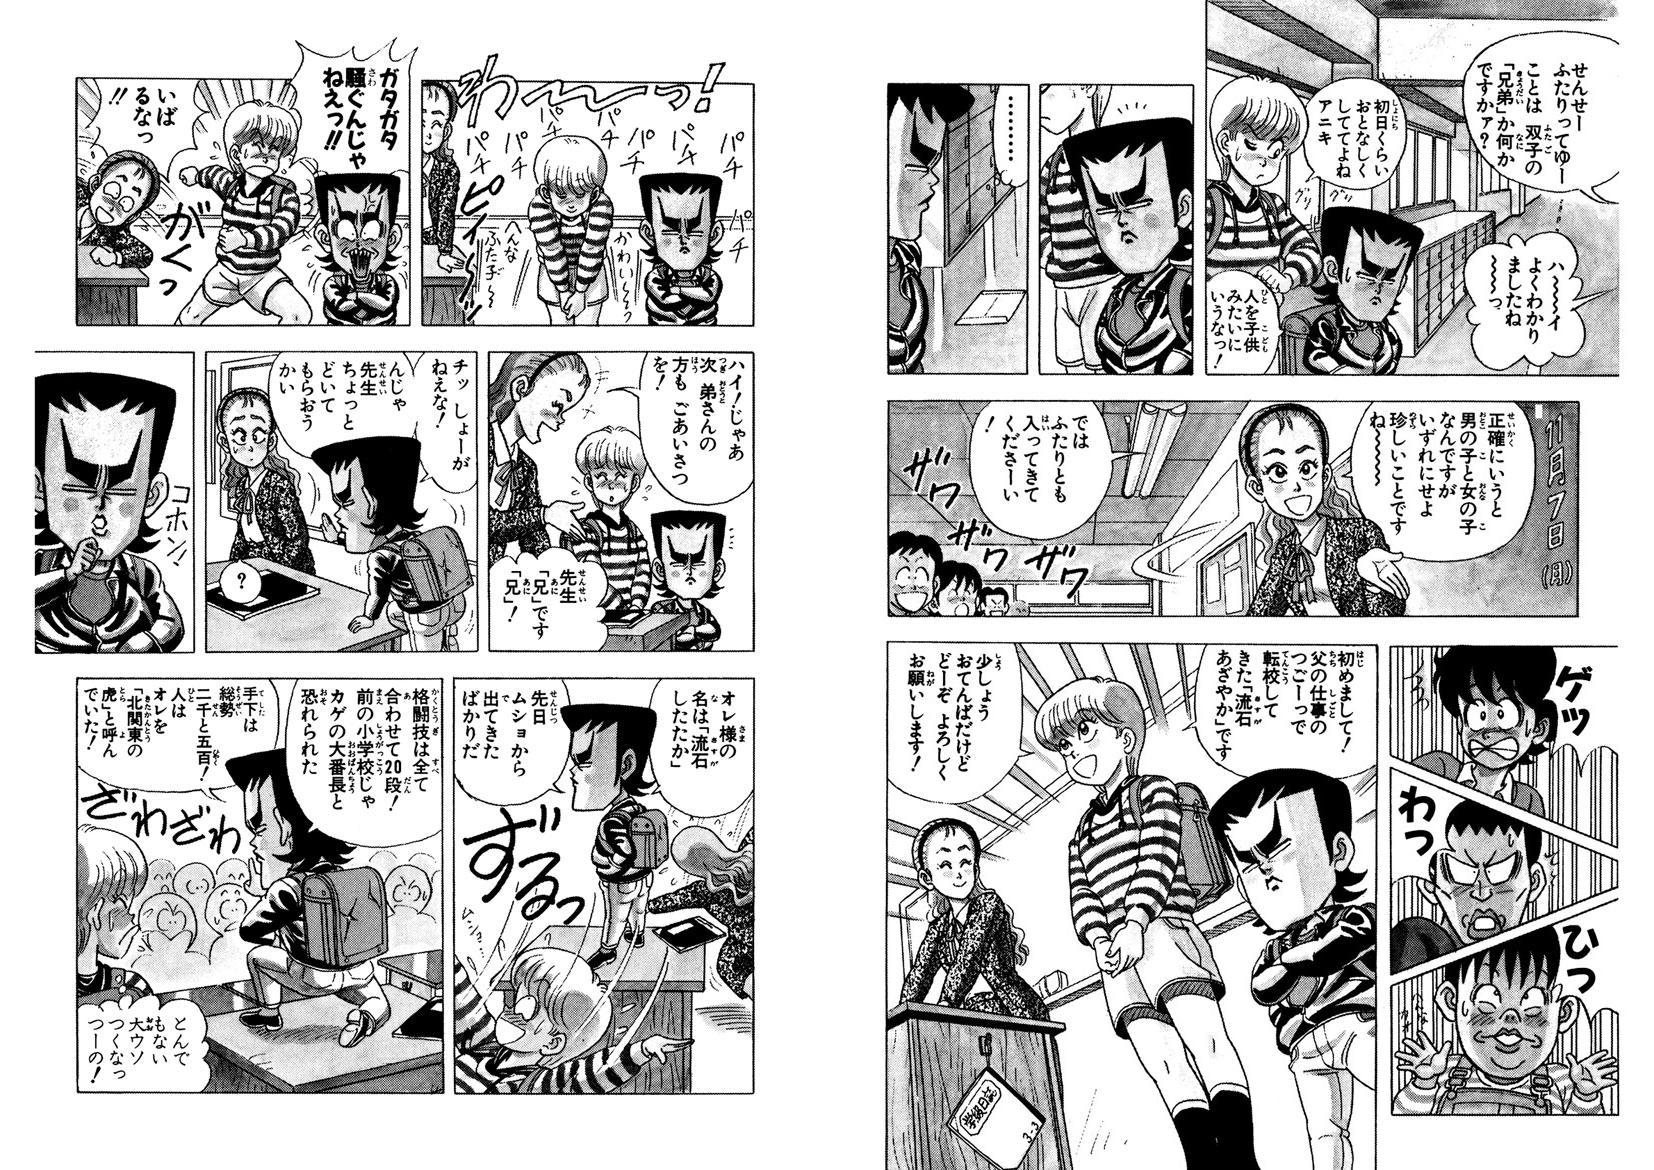 せんせー
ふたりってゆー
ことは 双子の
「兄弟」か何か
ですかァ？
ハ〜〜〜イ
よくわかり
ましたね
〜〜〜〜っ
初日くらい
おとなしく
しててよね
アニキ
グッ
グッ
人を子供
みたいに
いうなっ！
………
11月7日(月)
正確にいうと
男の子と女の子
なんですが
いずれにせよ
珍しいことです
ね〜〜〜〜
では
ふたりとも
入ってきて
くださーい
！
ザワ
ザワ
ザワ
ゲッ
わっ
ひっ
初めまして！
父の仕事の
つごーっで
転校して
きた「流石
あざやか」です
少しょう
おてんばだけど
どーぞ よろしく
お願いします！
学級日記
3-3
わ〜〜っ！
パチ
パチ
パチ
パチ
パチ
パチ
ピィ〜〜
かわい〜〜っ
へんな
ふた子〜
ガタガタ
騒ぐんじゃ
ねえっ!!
いば
るなっ
!!
がくっ
ハイ！じゃあ
次 弟さんの
方も ごあいさつ
を！
先生
「兄」です
「兄」！
チッ しょーが
ねえな！
んじゃ
先生
ちょっと
どいて
もらおう
かい
？
コホン！
オレ様の
名は「流石
したたか」
先日
ムショから
出てきた
ばかりだ
ずるっ
格闘技は全て
合わせて20段！
前の小学校じゃ
カゲの大番長と
恐れられた
手下は
総勢
二千と五百！
人は
オレを
「北関東の
虎」と呼ん
でいた！
ざわざわ
とんで
もない
大ウソ
つくなっ
つーの！